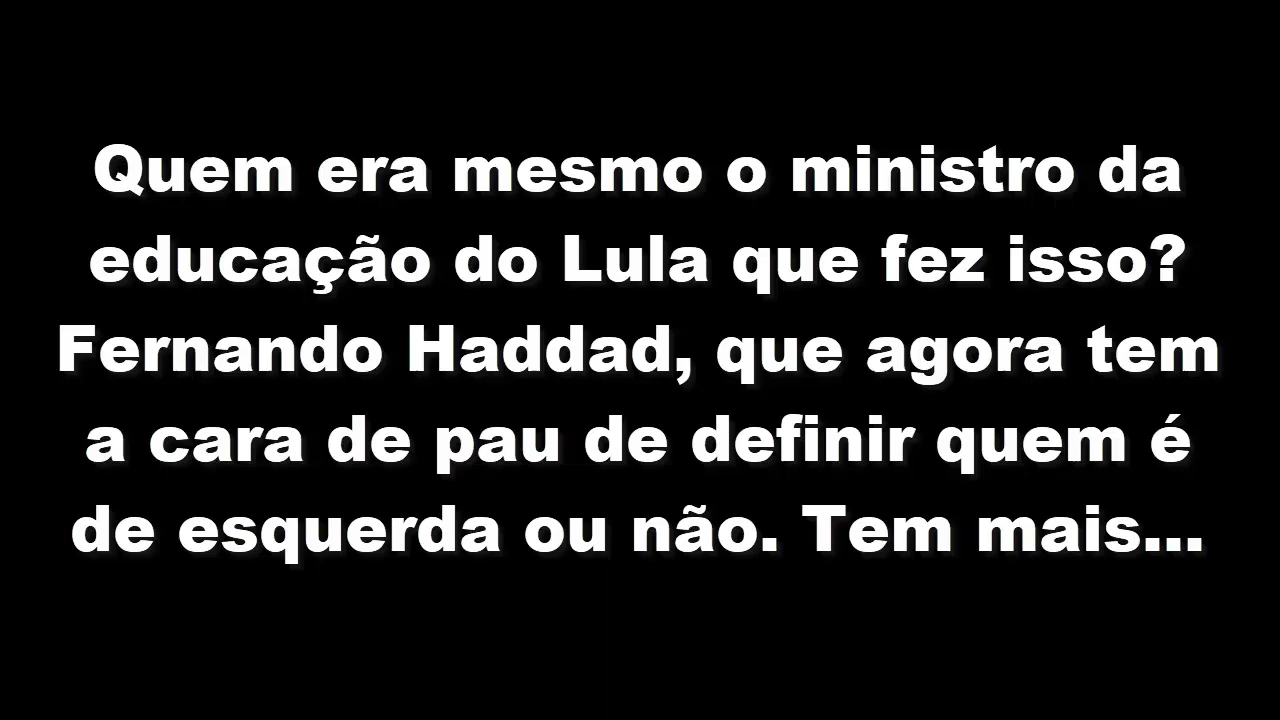 Quem era mesmo o ministro da
educação do Lula que fez isso?
Fernando Haddad, que agora tem
a cara de pau de definir quem é
de esquerda ou não. Tem mais...